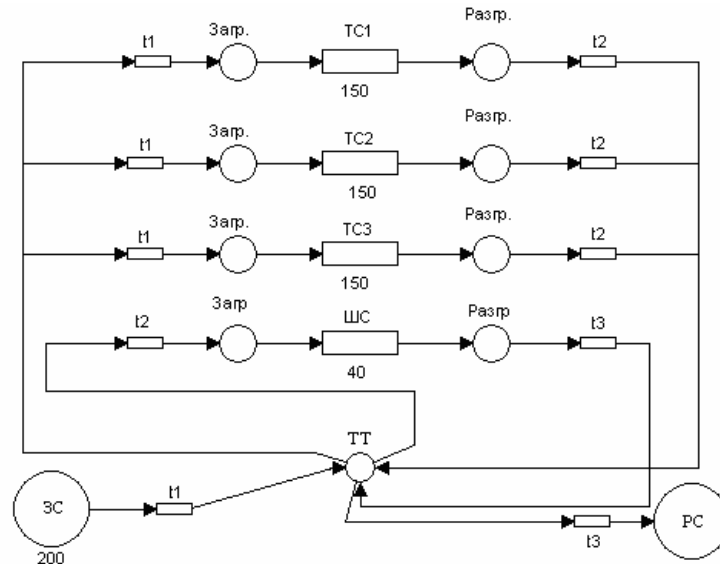 Загр. ТС1 Разгр.
t1 t2
150
Загр. ТС2 Разгр.
t1 t2
150
Загр. ТС3 Разгр.
t1 t2
150
Загр ШС Разгр
t2 t3
40
ТТ
t1
ЗС
РС
t3
200